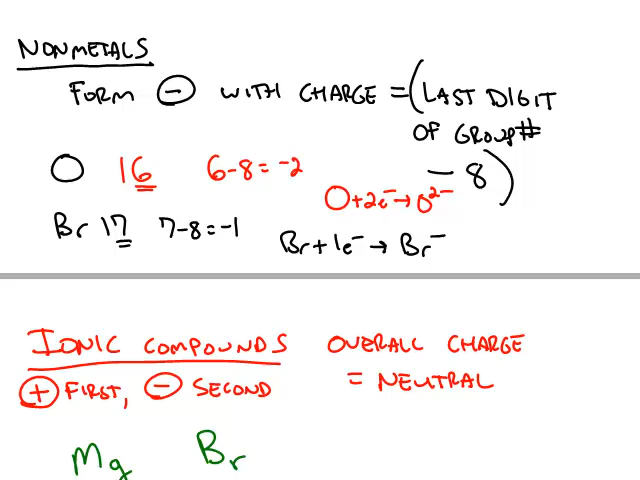 NONMETALS
FORM ⊖ WITH CHARGE = (LAST DIGIT
OF GROUP#
- 8)
O 16 6-8=-2
O+2e⁻→O²⁻
Br 17 7-8=-1 Br+1e⁻→Br⁻
IONIC COMPOUNDS OVERALL CHARGE
⊕ FIRST, ⊖ SECOND = NEUTRAL
Mg Br